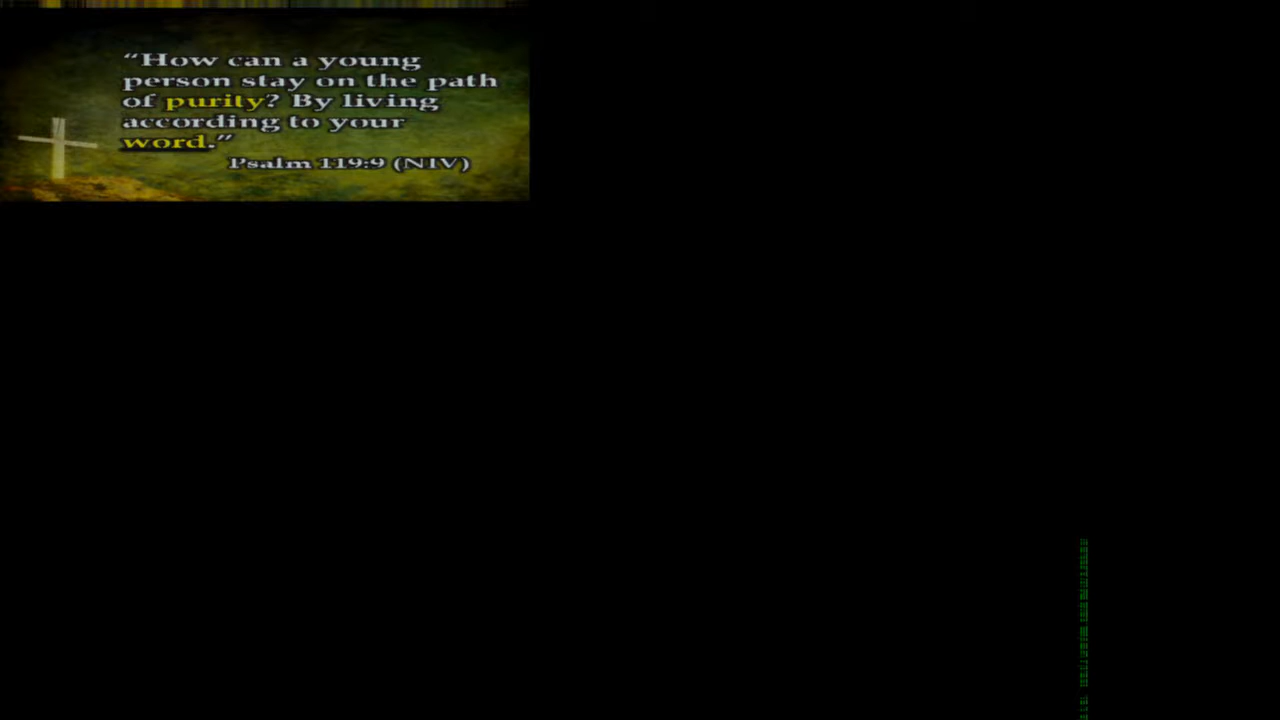 “How can a young
person stay on the path
of purity? By living
according to your
word.”
Psalm 119:9 (NIV)